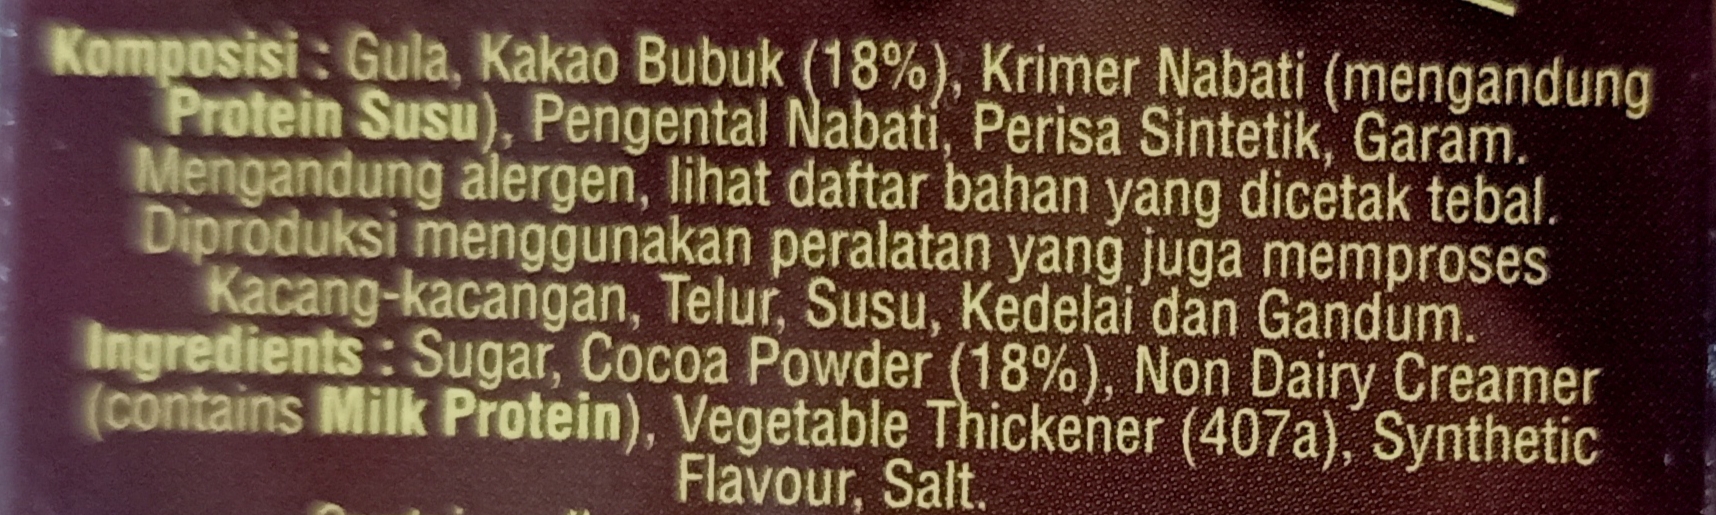 Komposisi : Gula, Kakao Bubuk (18%), Krimer Nabati (mengandung
Protein Susu), Pengental Nabati, Perisa Sintetik, Garam.
Mengandung alergen, lihat daftar bahan yang dicetak tebal.
Diproduksi menggunakan peralatan yang juga memproses
Kacang-kacangan, Telur, Susu, Kedelai dan Gandum.
Ingredients : Sugar, Cocoa Powder (18%), Non Dairy Creamer
(contains Milk Protein), Vegetable Thickener (407a), Synthetic
Flavour, Salt.